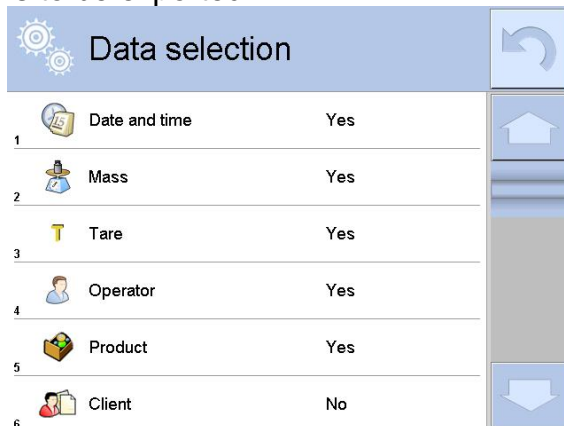 Data selection
Date and time Yes
1
Mass Yes
2
T Tare Yes
3
Operator Yes
4
Product Yes
5
Client No
6